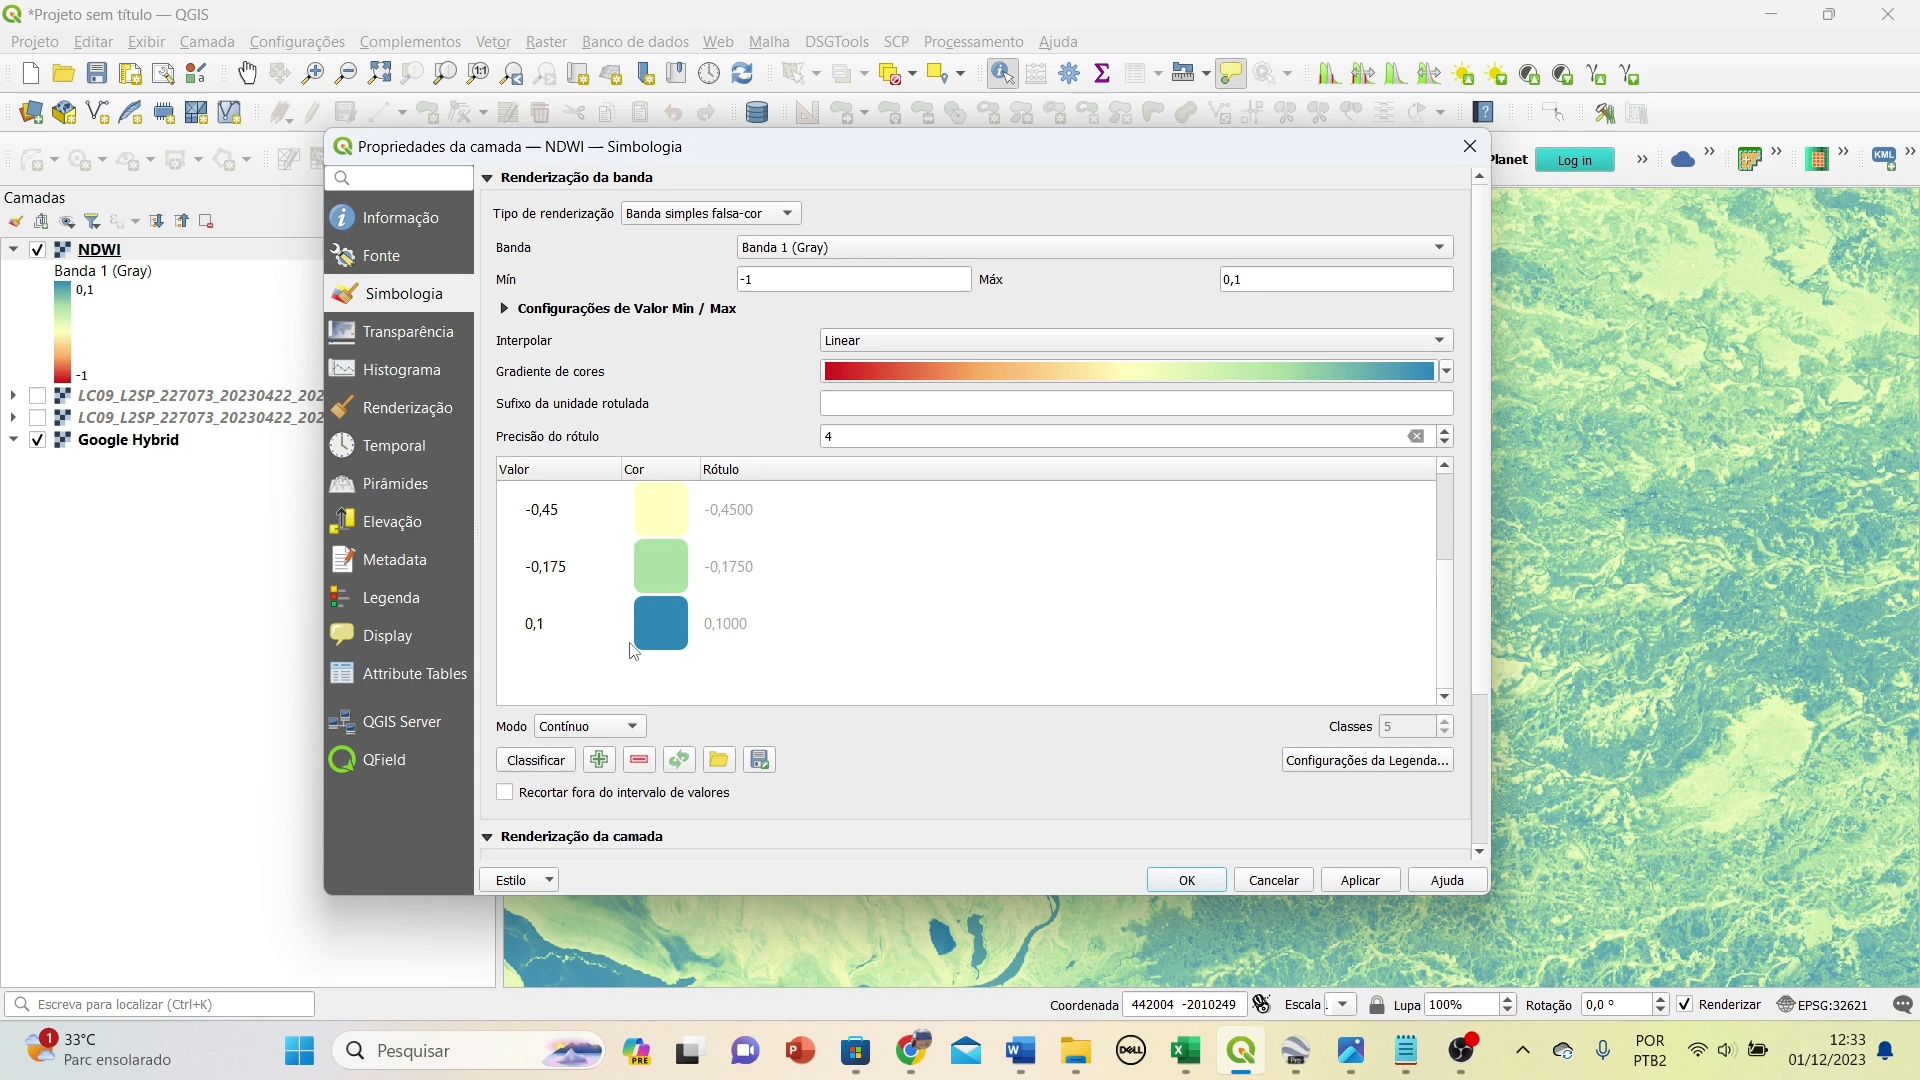 *Projeto sem título — QGIS
Projeto Editar Exibir Camada Configurações Complementos Vetor Raster Banco de dados Web Malha DSGTools SCP Processamento Ajuda
Propriedades da camada — NDWI — Simbologia
Planet
Log in
»
»
»
»
KML
»
Camadas
NDWI
Banda 1 (Gray)
0,1
-1
LC09_L2SP_227073_20230422_202
LC09_L2SP_227073_20230422_202
Google Hybrid
Informação
Fonte
Simbologia
Transparência
Histograma
Renderização
Temporal
Pirâmides
Elevação
Metadata
Legenda
Display
Attribute Tables
QGIS Server
QField
Renderização da banda
Tipo de renderização Banda simples falsa-cor
Banda Banda 1 (Gray)
Mín -1 Máx 0,1
Configurações de Valor Min / Max
Interpolar Linear
Gradiente de cores
Sufixo da unidade rotulada
Precisão do rótulo 4
Valor Cor Rótulo
-0,45 -0,4500
-0,175 -0,1750
0,1 0,1000
Modo Contínuo Classes 5
Classificar Configurações da Legenda...
Recortar fora do intervalo de valores
Renderização da camada
Estilo OK Cancelar Aplicar Ajuda
Escreva para localizar (Ctrl+K) Coordenada 442004 -2010249 Escala Lupa 100% Rotação 0,0 ° Renderizar EPSG:32621
1 33°C
Parc ensolarado
Pesquisar
PRE
DELL
POR
PTB2
12:33
01/12/2023